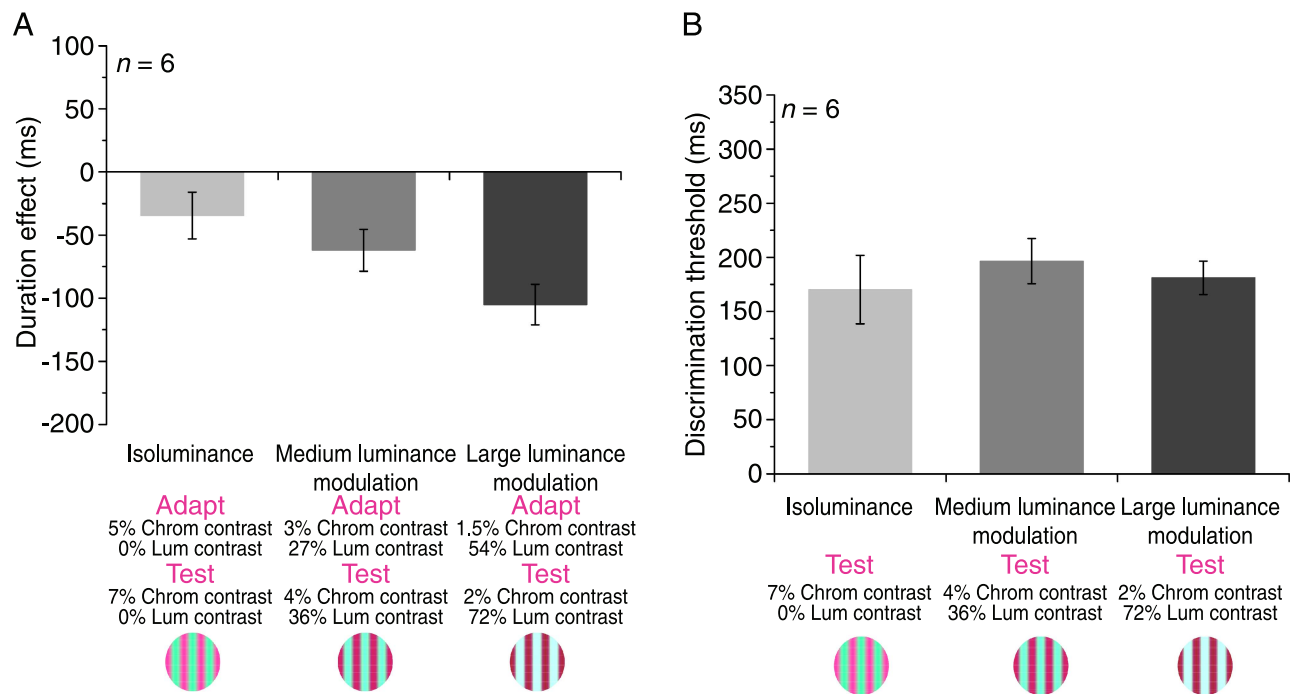 A
n = 6
Duration effect (ms)
100
50
0
-50
-100
-150
-200
Isoluminance
Medium luminance
modulation
Large luminance
modulation
Adapt
5% Chrom contrast
0% Lum contrast
Adapt
3% Chrom contrast
27% Lum contrast
Adapt
1.5% Chrom contrast
54% Lum contrast
Test
7% Chrom contrast
0% Lum contrast
Test
4% Chrom contrast
36% Lum contrast
Test
2% Chrom contrast
72% Lum contrast
B
n = 6
Discrimination threshold (ms)
350
300
250
200
150
100
50
0
Isoluminance
Medium luminance
modulation
Large luminance
modulation
Test
7% Chrom contrast
0% Lum contrast
Test
4% Chrom contrast
36% Lum contrast
Test
2% Chrom contrast
72% Lum contrast